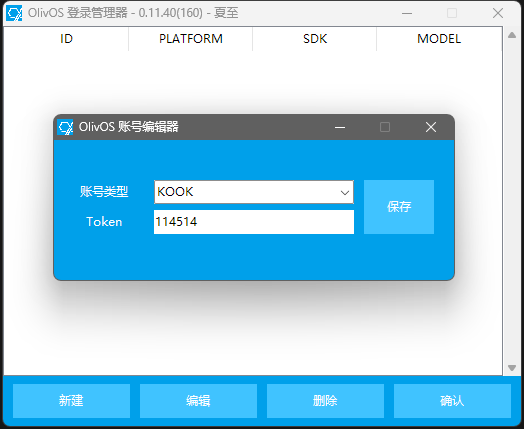 OlivOS 登录管理器 - 0.11.40(160) - 夏至
ID PLATFORM SDK MODEL
OlivOS 账号编辑器
账号类型 KOOK
保存
Token 114514
新建 编辑 删除 确认